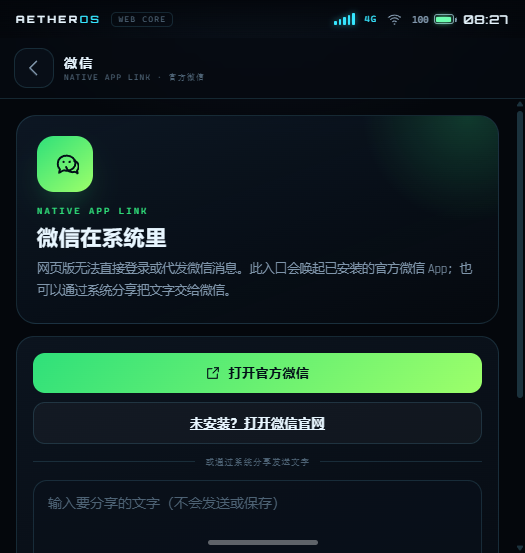 AETHEROS WEB CORE 4G 100 08:27
微信
NATIVE APP LINK · 官方微信
NATIVE APP LINK
微信在系统里
网页版无法直接登录或代发微信消息。此入口会唤起已安装的官方微信 App；也
可以通过系统分享把文字交给微信。
打开官方微信
未安装？打开微信官网
或通过系统分享发送文字
输入要分享的文字（不会发送或保存）